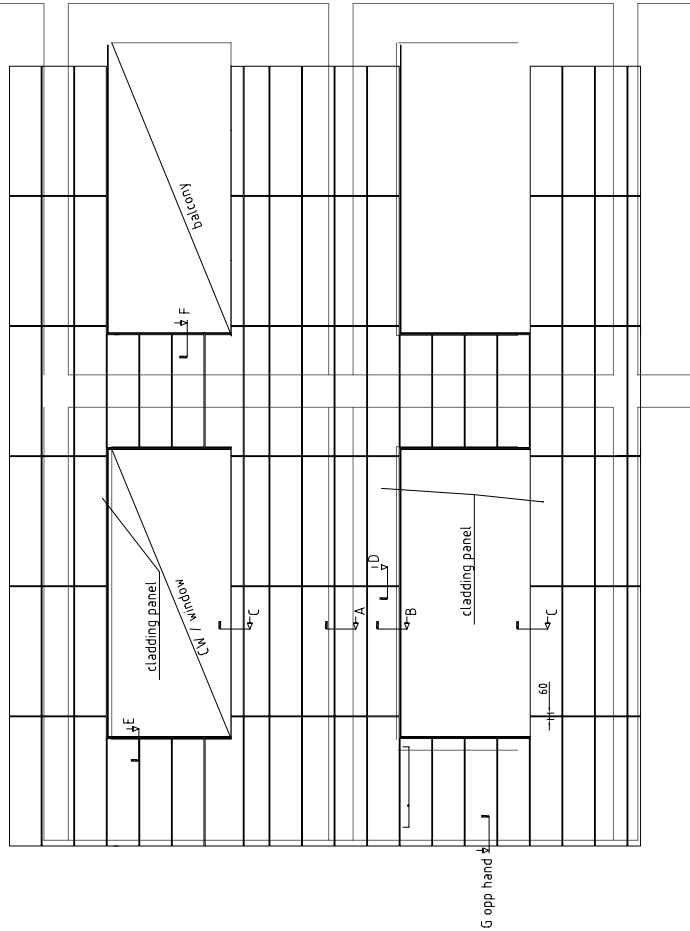 balcony
F
cladding panel
CW / window
C
A
D
B
cladding panel
C
E
60
G opp hand